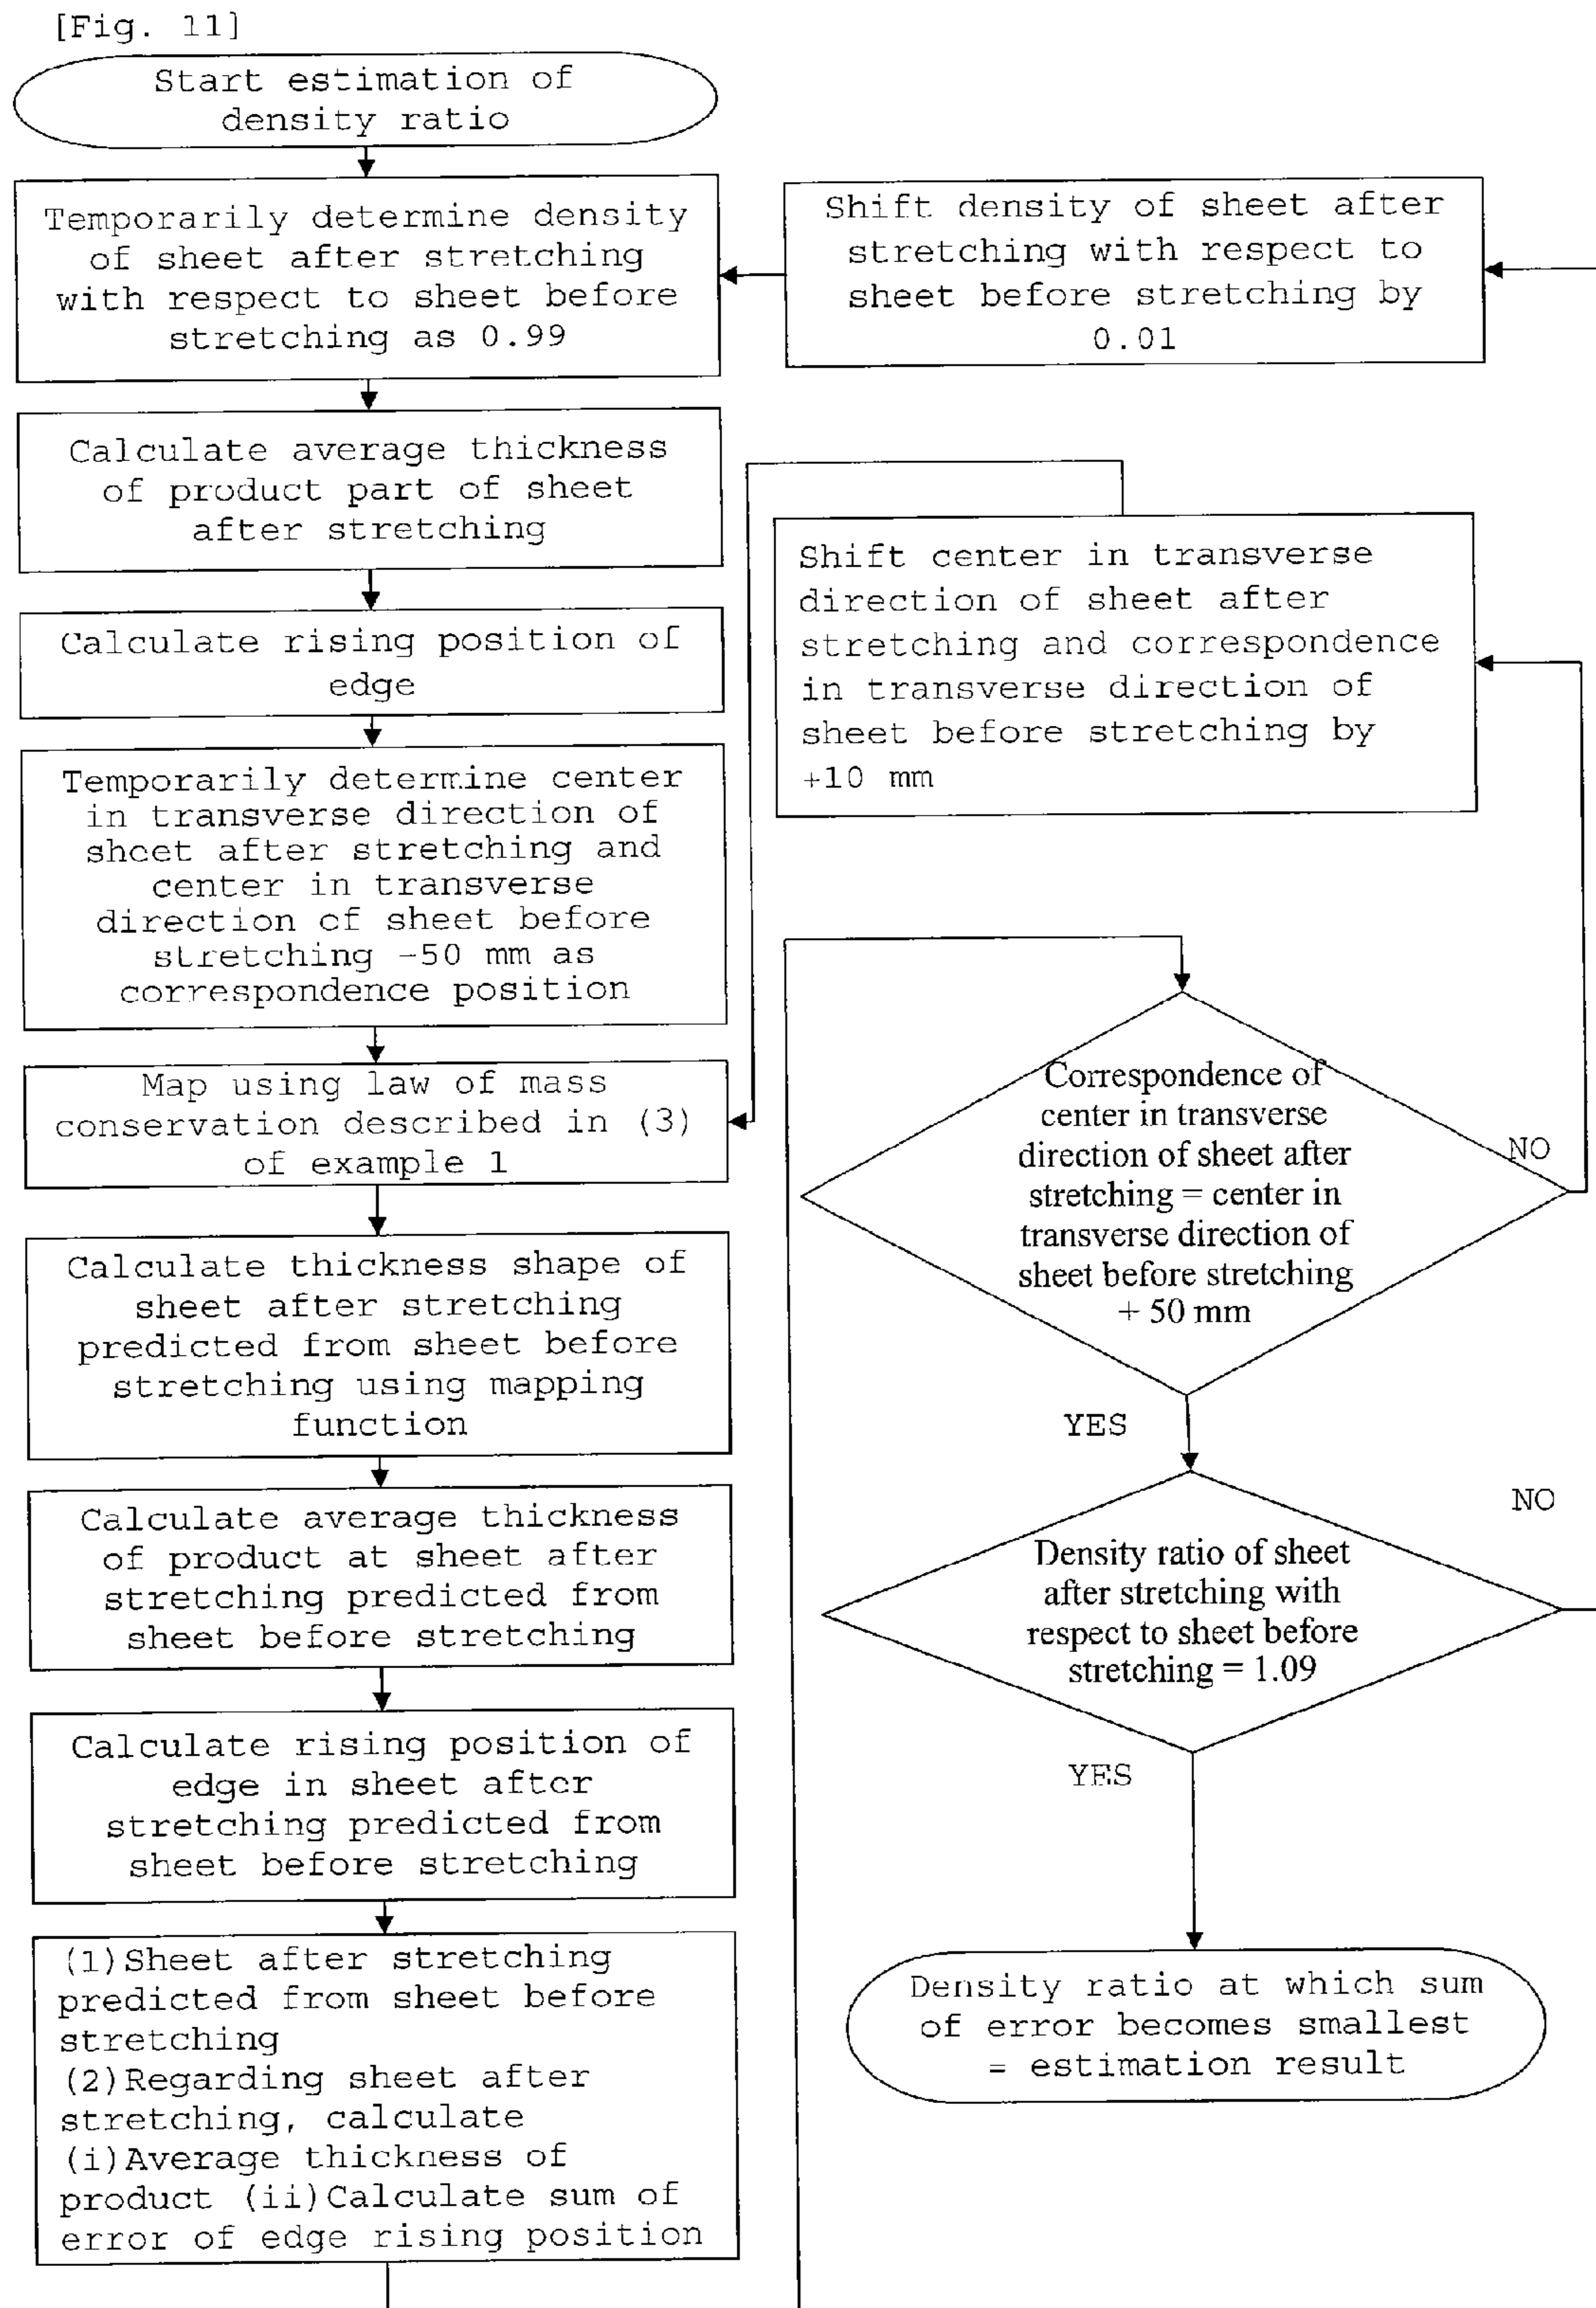 [Fig. 11]
Start estimation of
density ratio
Temporarily determine density
of sheet after stretching
with respect to sheet before
stretching as 0.99
Calculate average thickness
of product part of sheet
after stretching
Calculate rising position of
edge
Temporarily determine center
in transverse direction of
sheet after stretching and
center in transverse
direction of sheet before
stretching -50 mm as
correspondence position
Map using law of mass
conservation described in (3)
of example 1
Calculate thickness shape of
sheet after stretching
predicted from sheet before
stretching using mapping
function
Calculate average thickness
of product at sheet after
stretching predicted from
sheet before stretching
Calculate rising position of
edge in sheet after
stretching predicted from
sheet before stretching
(1)Sheet after stretching
predicted from sheet before
stretching
(2)Regarding sheet after
stretching, calculate
(i)Average thickness of
product (ii)Calculate sum of
error of edge rising position
Shift density of sheet after
stretching with respect to
sheet before stretching by
0.01
Shift center in transverse
direction of sheet after
stretching and correspondence
in transverse direction of
sheet before stretching by
+10 mm
Correspondence of
center in transverse
direction of sheet after
stretching = center in
transverse direction of
sheet before stretching
+ 50 mm
NO
YES
Density ratio of sheet
after stretching with
respect to sheet before
stretching = 1.09
NO
YES
Density ratio at which sum
of error becomes smallest
= estimation result